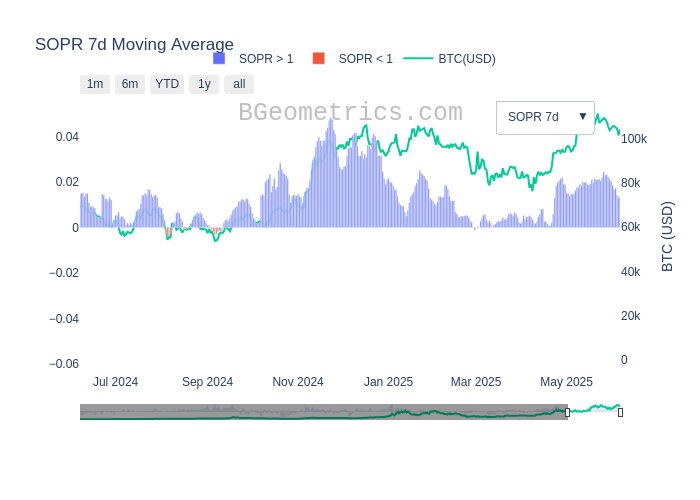 SOPR 7d Moving Average
SOPR > 1
SOPR < 1
BTC(USD)
1m
6m
YTD
1y
all
BGeometrics.com
SOPR 7d ▼
0.04
0.02
0
−0.02
−0.04
−0.06
100k
80k
60k
40k
20k
0
BTC (USD)
Jul 2024
Sep 2024
Nov 2024
Jan 2025
Mar 2025
May 2025